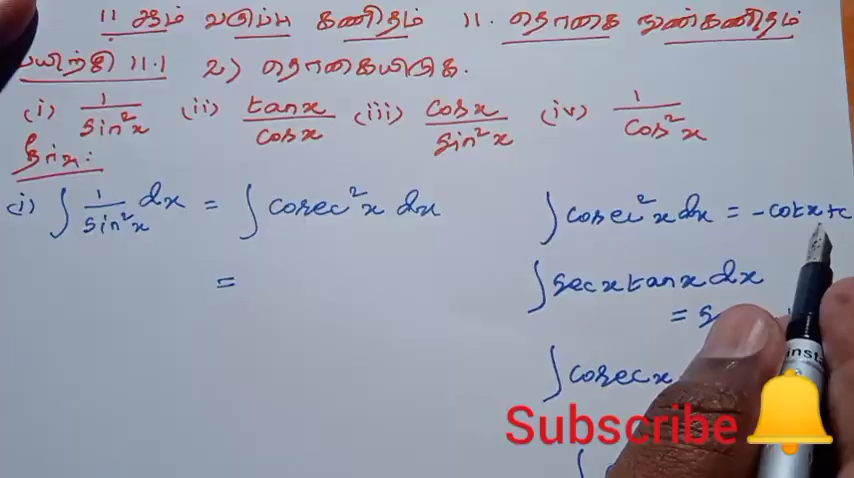 11 ஆம் வகுப்பு கணிதம் 11. தொகை நுண்கணிதம்
பயிற்சி 11.1 2) தொகையிடுக.
(i) 1/sin²x (ii) tanx/cosx (iii) cosx/sin²x (iv) 1/cos²x
தீர்வு:
(i) ∫ 1/sin²x dx = ∫ cosec²x dx
=
∫ cosec²x dx = -cotx+c
∫ secx tanx dx
= s
∫ cosecx
Subscribe